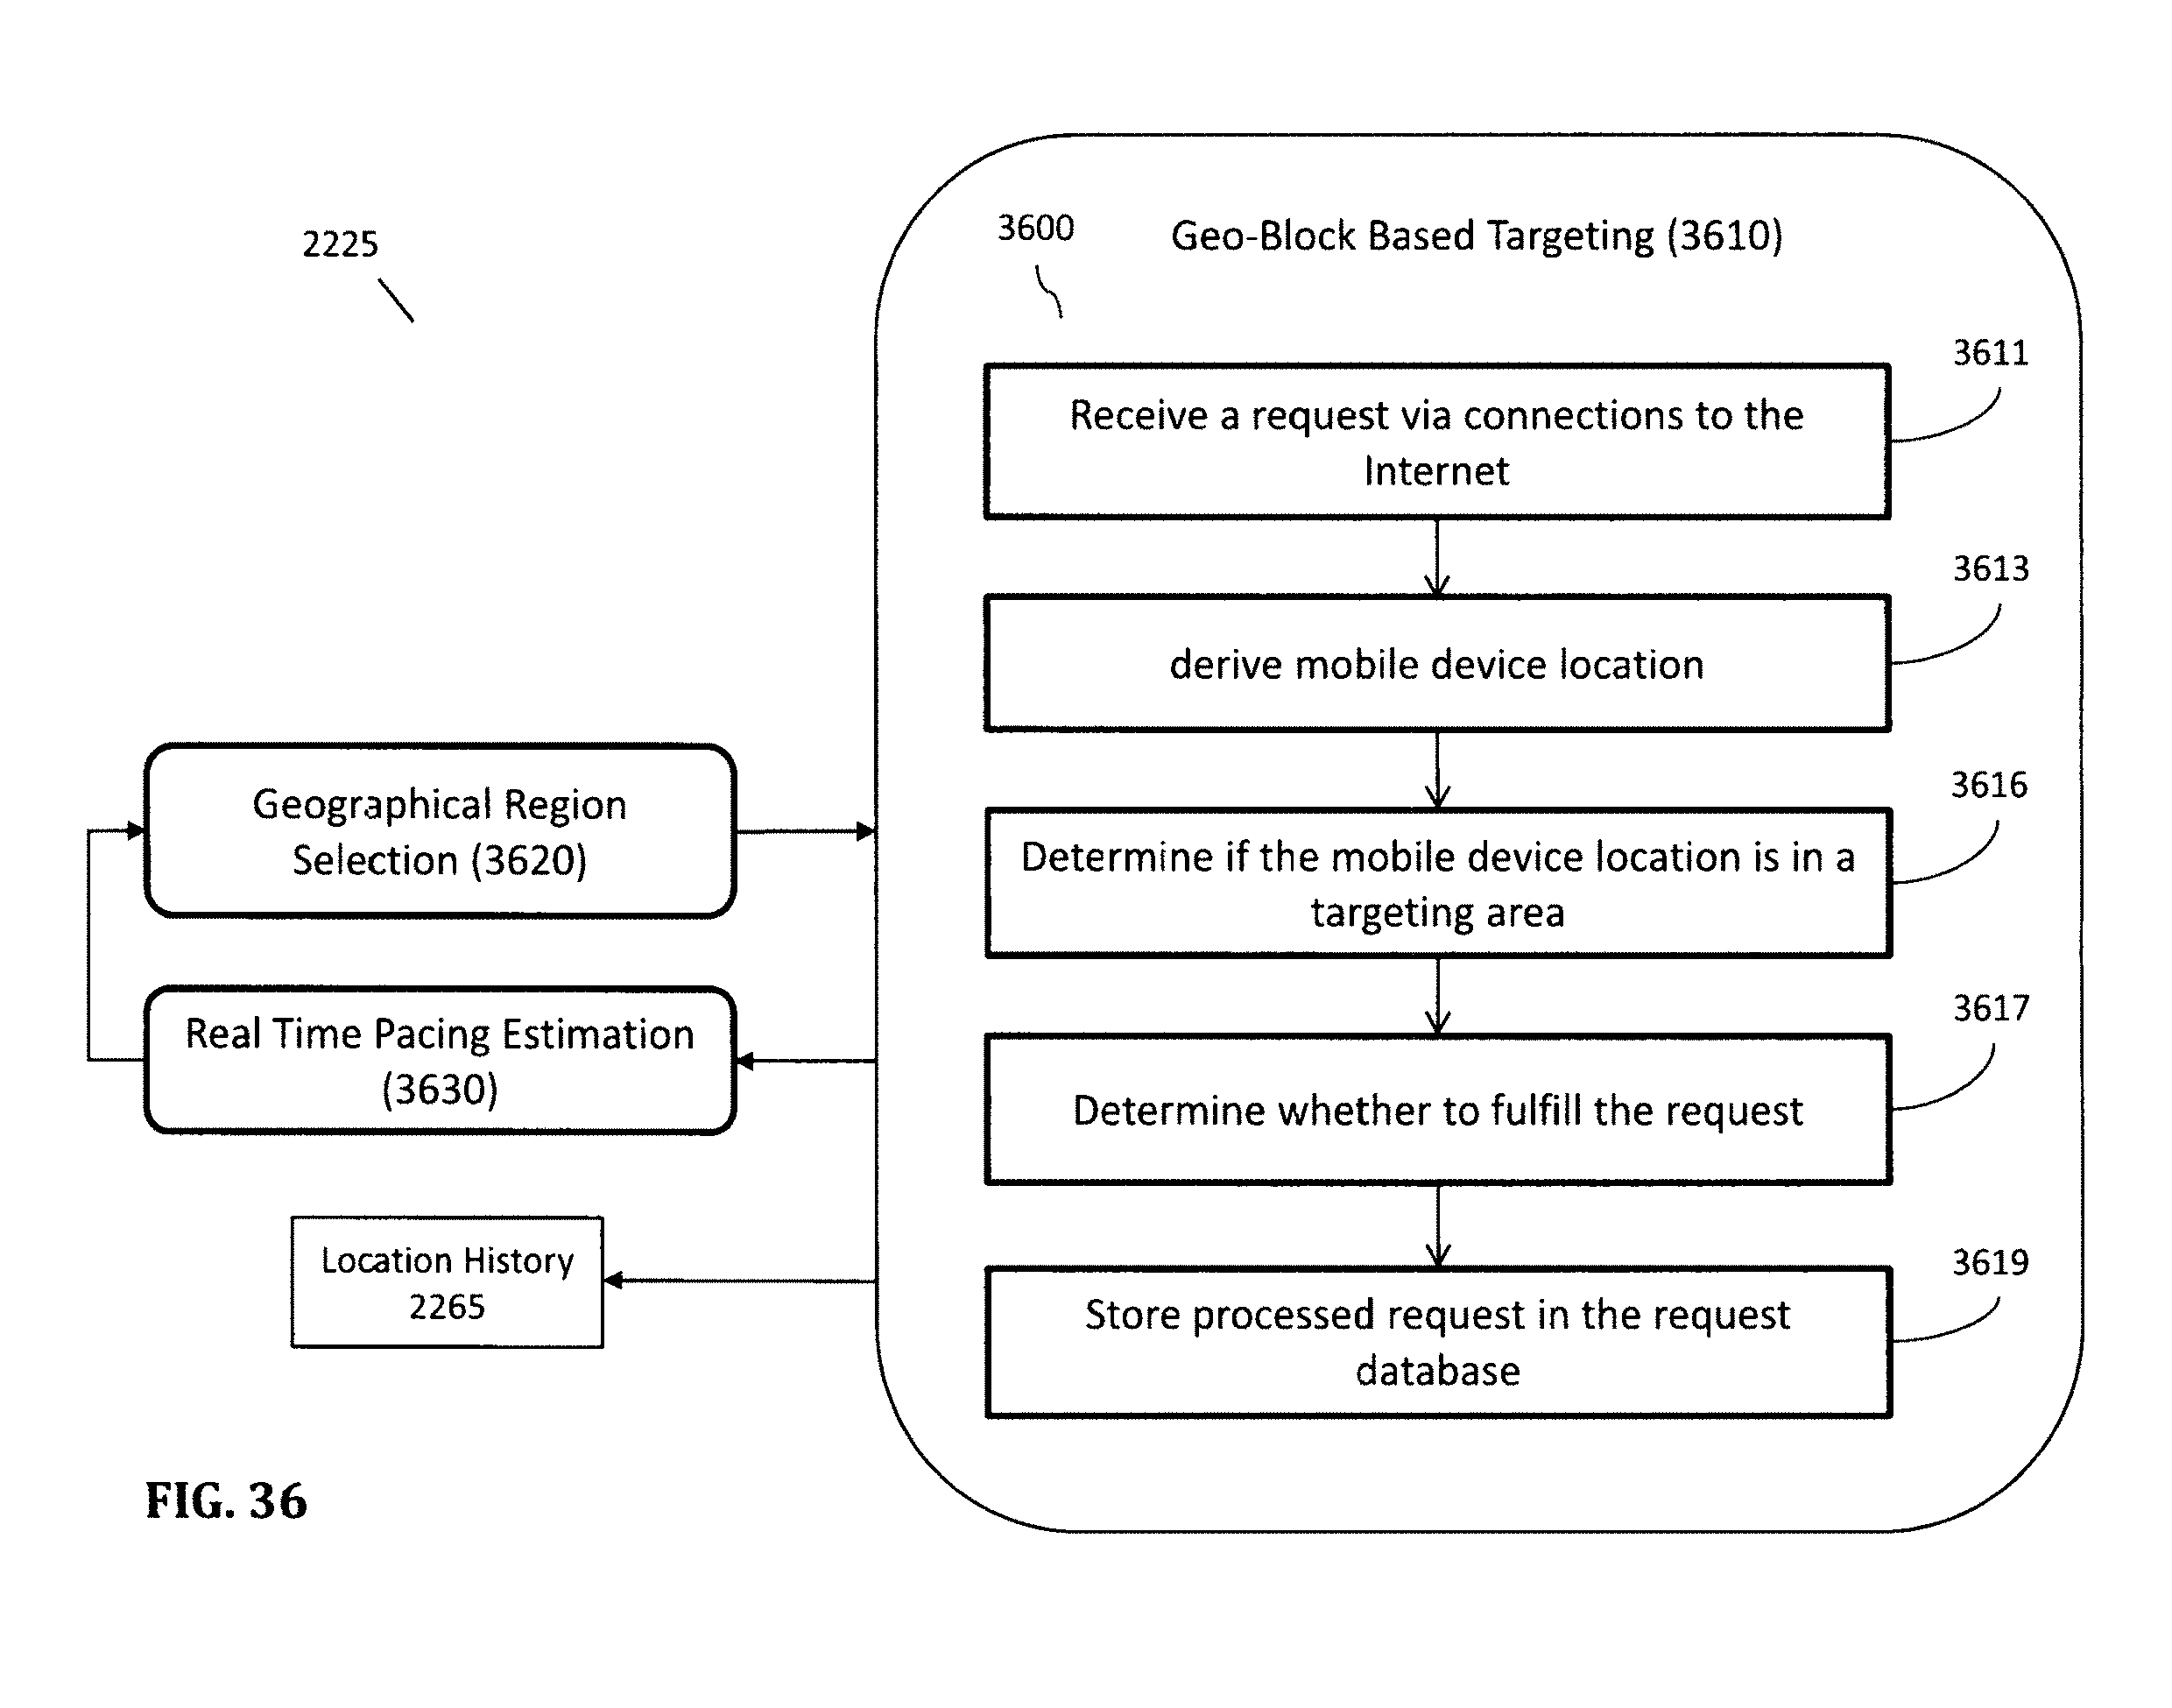 2225
3600
Geo-Block Based Targeting (3610)
3611
Receive a request via connections to the
Internet
3613
derive mobile device location
3616
Determine if the mobile device location is in a
targeting area
3617
Determine whether to fulfill the request
3619
Store processed request in the request
database
Geographical Region
Selection (3620)
Real Time Pacing Estimation
(3630)
Location History
2265
FIG. 36